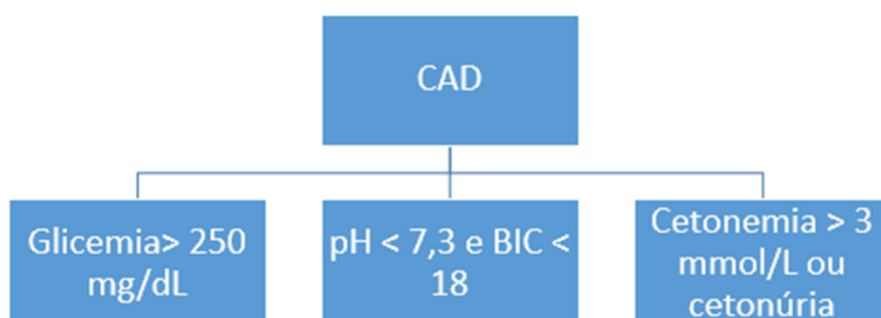 CAD
Glicemia> 250
mg/dL
pH < 7,3 e BIC <
18
Cetonemia > 3
mmol/L ou
cetonúria